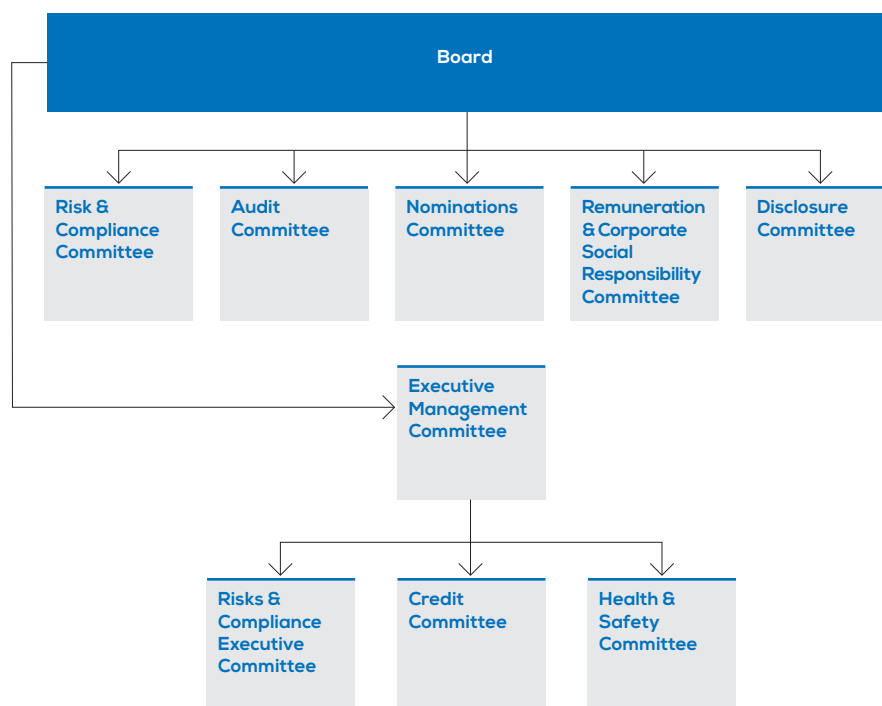 Board
Risk &
Compliance
Committee
Audit
Committee
Nominations
Committee
Remuneration
& Corporate
Social
Responsibility
Committee
Disclosure
Committee
Executive
Management
Committee
Risks &
Compliance
Executive
Committee
Credit
Committee
Health &
Safety
Committee